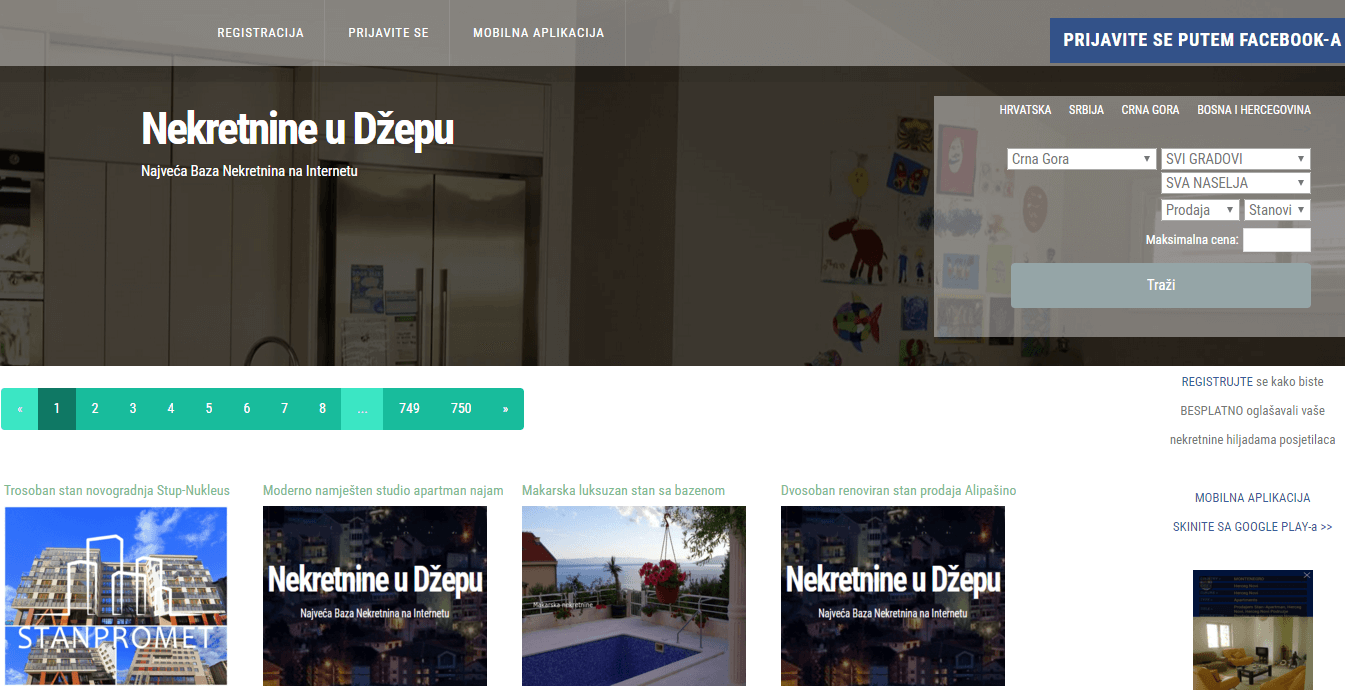 REGISTRACIJA PRIJAVITE SE MOBILNA APLIKACIJA
PRIJAVITE SE PUTEM FACEBOOK-A
Nekretnine u Džepu
Najveća Baza Nekretnina na Internetu
HRVATSKA SRBIJA CRNA GORA BOSNA I HERCEGOVINA
Crna Gora SVI GRADOVI
SVA NASELJA
Prodaja Stanovi
Maksimalna cena:
Traži
« 1 2 3 4 5 6 7 8 ... 749 750 »
REGISTRUJTE se kako biste
BESPLATNO oglašavali vaše
nekretnine hiljadama posjetilaca
MOBILNA APLIKACIJA
SKINITE SA GOOGLE PLAY-a >>
Trosoban stan novogradnja Stup-Nukleus
STANPROMET
Moderno namješten studio apartman najam
Nekretnine u Džepu
Najveća Baza Nekretnina na Internetu
Makarska luksuzan stan sa bazenom
Makarska nekretnine
Dvosoban renoviran stan prodaja Alipašino
Nekretnine u Džepu
Najveća Baza Nekretnina na Internetu